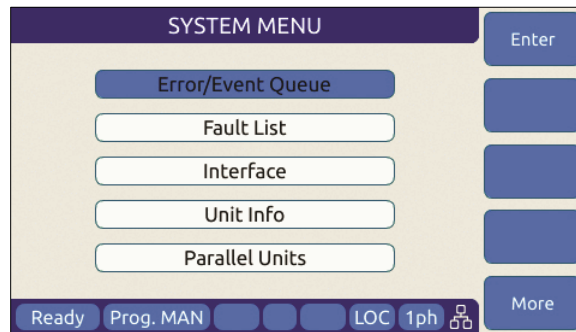 SYSTEM MENU
Enter
Error/Event Queue
Fault List
Interface
Unit Info
Parallel Units
More
Ready Prog. MAN LOC 1ph